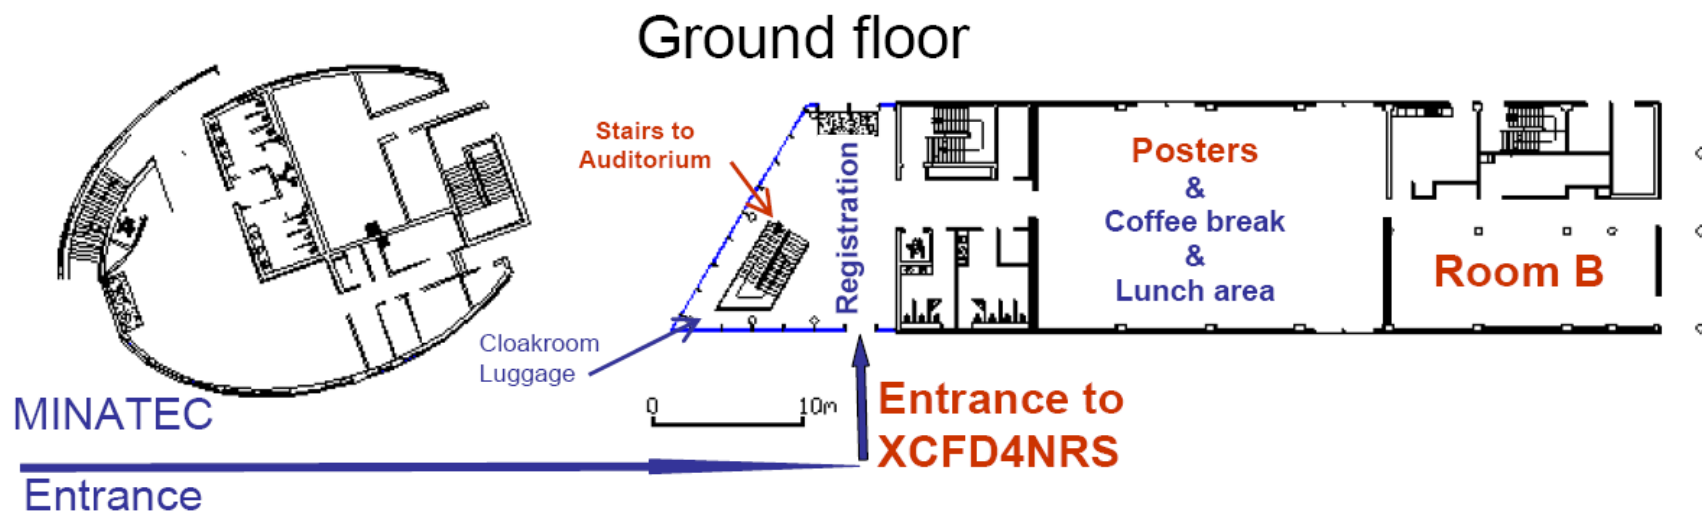 Ground floor
Stairs to
Auditorium
Registration
Posters
&
Coffee break
&
Lunch area
Room B
Cloakroom
Luggage
0 10m
Entrance to
XCFD4NRS
MINATEC
Entrance